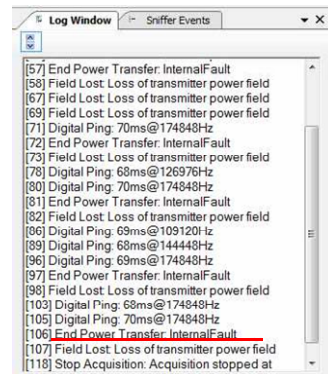 Log Window
Sniffer Events
[57] End Power Transfer: InternalFault
[58] Field Lost: Loss of transmitter power field
[67] Field Lost: Loss of transmitter power field
[69] Field Lost: Loss of transmitter power field
[71] Digital Ping: 70ms@174848Hz
[72] End Power Transfer: InternalFault
[73] Field Lost: Loss of transmitter power field
[78] Digital Ping: 68ms@126976Hz
[80] Digital Ping: 70ms@174848Hz
[81] End Power Transfer: InternalFault
[82] Field Lost: Loss of transmitter power field
[86] Digital Ping: 69ms@109120Hz
[89] Digital Ping: 68ms@144448Hz
[96] Digital Ping: 69ms@174848Hz
[97] End Power Transfer: InternalFault
[98] Field Lost: Loss of transmitter power field
[103] Digital Ping: 68ms@174848Hz
[105] Digital Ping: 70ms@174848Hz
[106] End Power Transfer: InternalFault
[107] Field Lost: Loss of transmitter power field
[118] Stop Acquisition: Acquisition stopped at